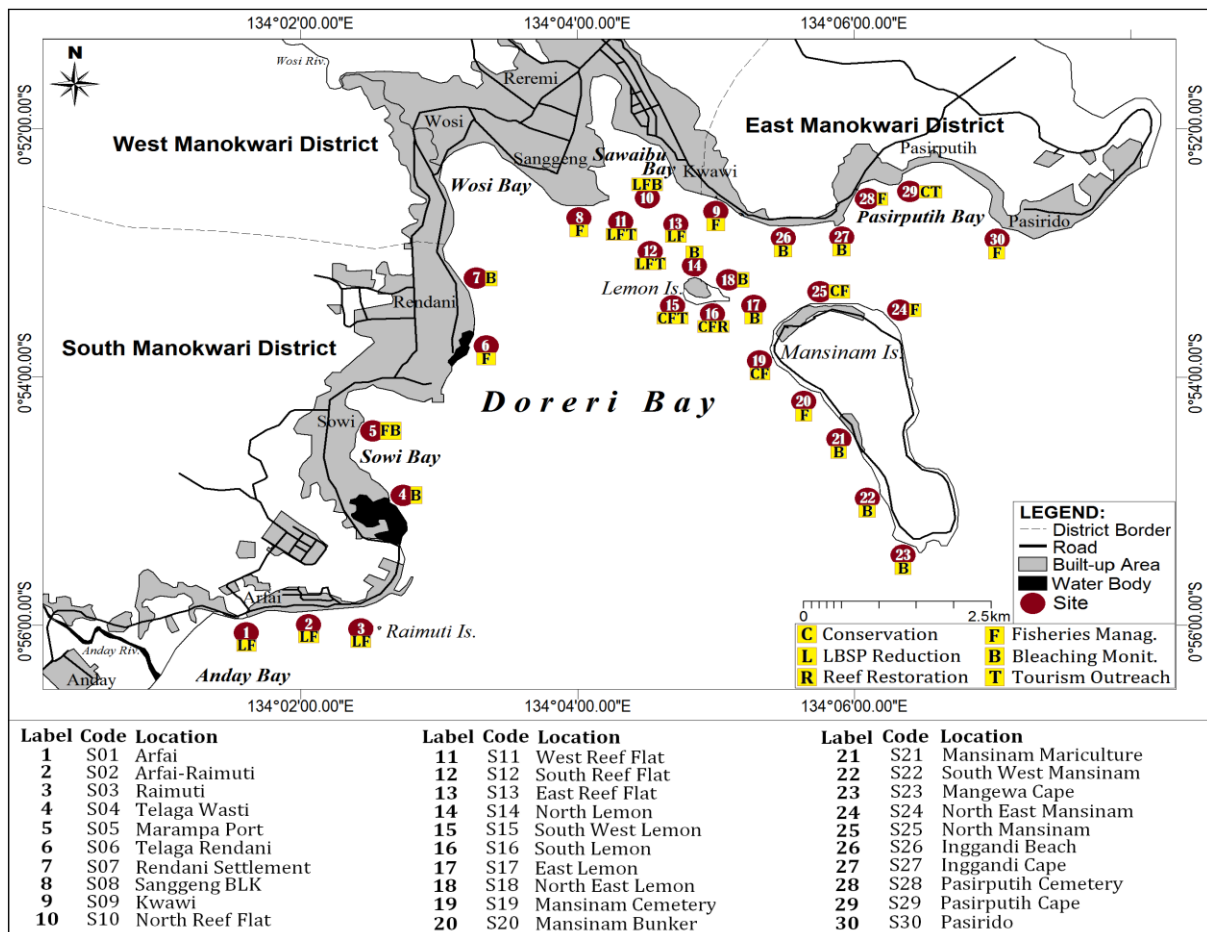 134°02'00.00"E 134°04'00.00"E 134°06'00.00"E
N
Wosi Riv.
Reremi
0°52'00.00"S
Wosi
West Manokwari District
East Manokwari District
0°52'00.00"S
Pasirputih
Sanggeng
Sawaibu
Bay
Kwawi
Wosi Bay
LFB
10
29 CT
28 F
8
F
11
LFT
13
LF
9
F
Pasirputih Bay
Pasirido
26
B
27
B
30
F
12
LFT
B
14
7 B
18 B
Lemon Is.
25 CF
Rendani
15
CFT
16
CFR
17
B
24 F
South Manokwari District
6
F
Mansinam Is.
19
CF
0°54'00.00"S
0°54'00.00"S
Doreri Bay
20
F
Sowi
5 FB
21
B
Sowi Bay
4 B
22
B
LEGEND:
District Border
Road
Built-up Area
Water Body
Site
23
B
Arfai
0 2.5km
0°56'00.00"S
0°56'00.00"S
1
LF
2
LF
3
LF
Raimuti Is.
Anday Riv.
Anday
Anday Bay
C Conservation F Fisheries Manag.
L LBSP Reduction B Bleaching Monit.
R Reef Restoration T Tourism Outreach
134°02'00.00"E 134°04'00.00"E 134°06'00.00"E
Label Code Location
1 S01 Arfai
2 S02 Arfai-Raimuti
3 S03 Raimuti
4 S04 Telaga Wasti
5 S05 Marampa Port
6 S06 Telaga Rendani
7 S07 Rendani Settlement
8 S08 Sanggeng BLK
9 S09 Kwawi
10 S10 North Reef Flat
Label Code Location
11 S11 West Reef Flat
12 S12 South Reef Flat
13 S13 East Reef Flat
14 S14 North Lemon
15 S15 South West Lemon
16 S16 South Lemon
17 S17 East Lemon
18 S18 North East Lemon
19 S19 Mansinam Cemetery
20 S20 Mansinam Bunker
Label Code Location
21 S21 Mansinam Mariculture
22 S22 South West Mansinam
23 S23 Mangewa Cape
24 S24 North East Mansinam
25 S25 North Mansinam
26 S26 Inggandi Beach
27 S27 Inggandi Cape
28 S28 Pasirputih Cemetery
29 S29 Pasirputih Cape
30 S30 Pasirido